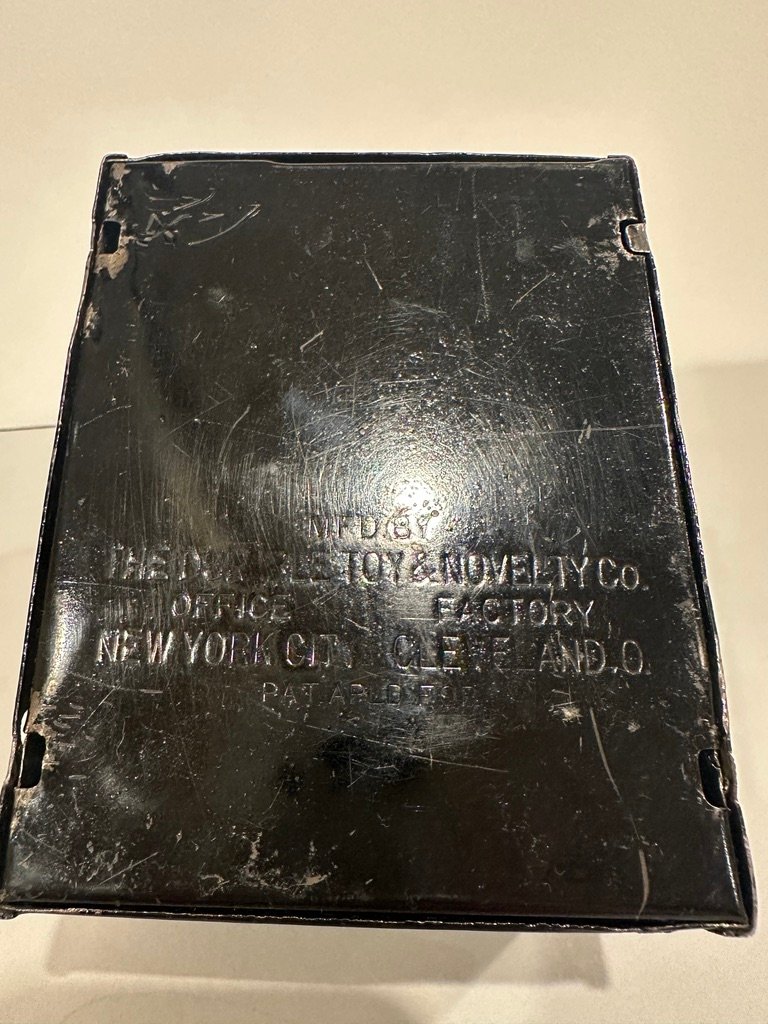 MFD BY
THE DURABLE TOY & NOVELTY CO.
OFFICE FACTORY
NEW YORK CITY CLEVELAND.O.
PAT APLD FOR